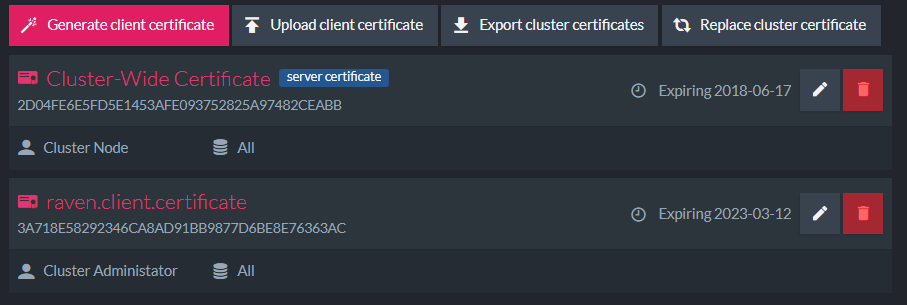 Generate client certificate Upload client certificate Export cluster certificates Replace cluster certificate
Cluster-Wide Certificate server certificate
2D04FE6E5FD5E1453AFE093752825A97482CEABB
Expiring 2018-06-17
Cluster Node All
raven.client.certificate
3A718E58292346CA8AD91BB9877D6BE8E76363AC
Expiring 2023-03-12
Cluster Administator All